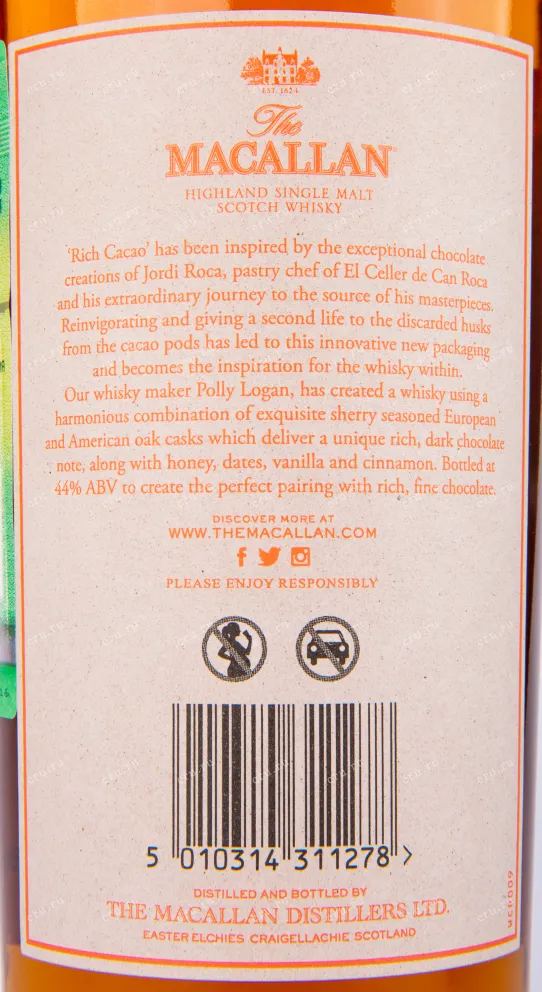 EST. 1824
The
MACALLAN
HIGHLAND SINGLE MALT
SCOTCH WHISKY
'Rich Cacao' has been inspired by the exceptional chocolate
creations of Jordi Roca, pastry chef of El Celler de Can Roca
and his extraordinary journey to the source of his masterpieces.
Reinvigorating and giving a second life to the discarded husks
from the cacao pods has led to this innovative new packaging
and becomes the inspiration for the whisky within.
Our whisky maker Polly Logan, has created a whisky using a
harmonious combination of exquisite sherry seasoned European
and American oak casks which deliver a unique rich, dark chocolate
note, along with honey, dates, vanilla and cinnamon. Bottled at
44% ABV to create the perfect pairing with rich, fine chocolate.
DISCOVER MORE AT
WWW.THEMACALLAN.COM
PLEASE ENJOY RESPONSIBLY
5 010314 311278 >
DISTILLED AND BOTTLED BY
THE MACALLAN DISTILLERS LTD.
EASTER ELCHIES CRAIGELLACHIE SCOTLAND